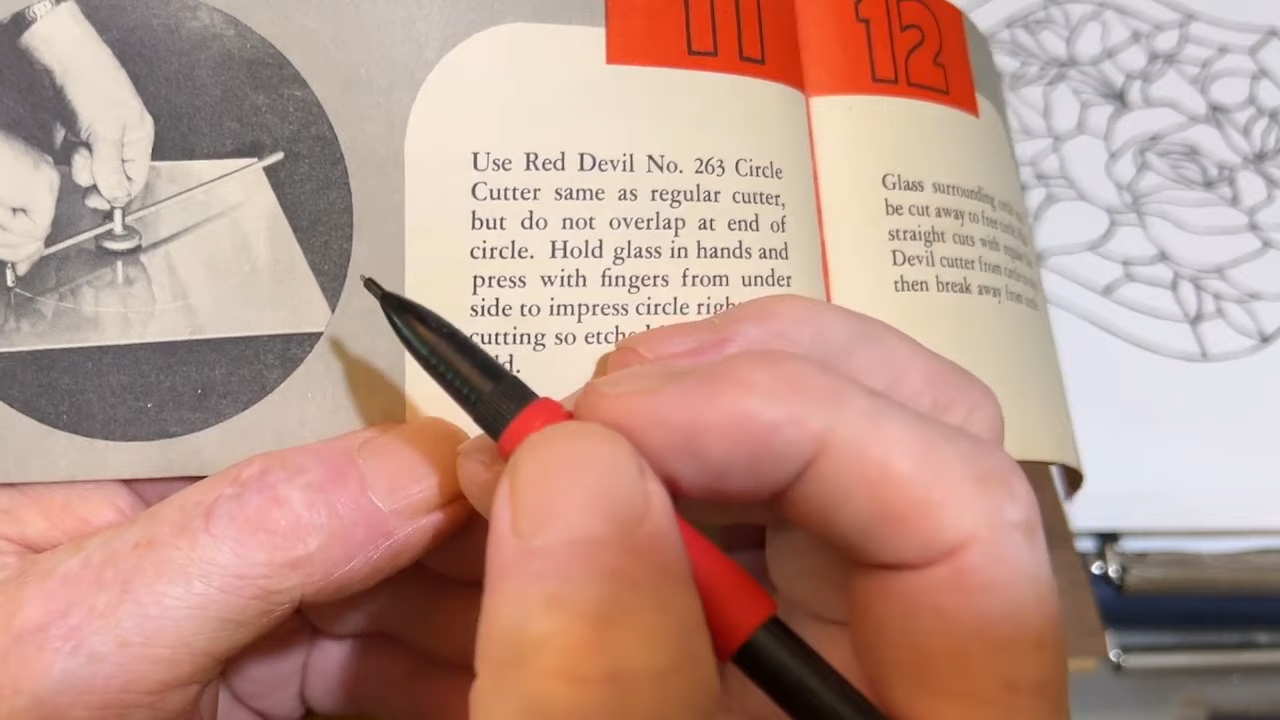 11
Use Red Devil No. 263 Circle
Cutter same as regular cutter,
but do not overlap at end of
circle. Hold glass in hands and
press with fingers from under
side to impress circle
cutting so
12
Glass surrounding
be cut away to free
straight cuts with
Devil cutter from
then break away from